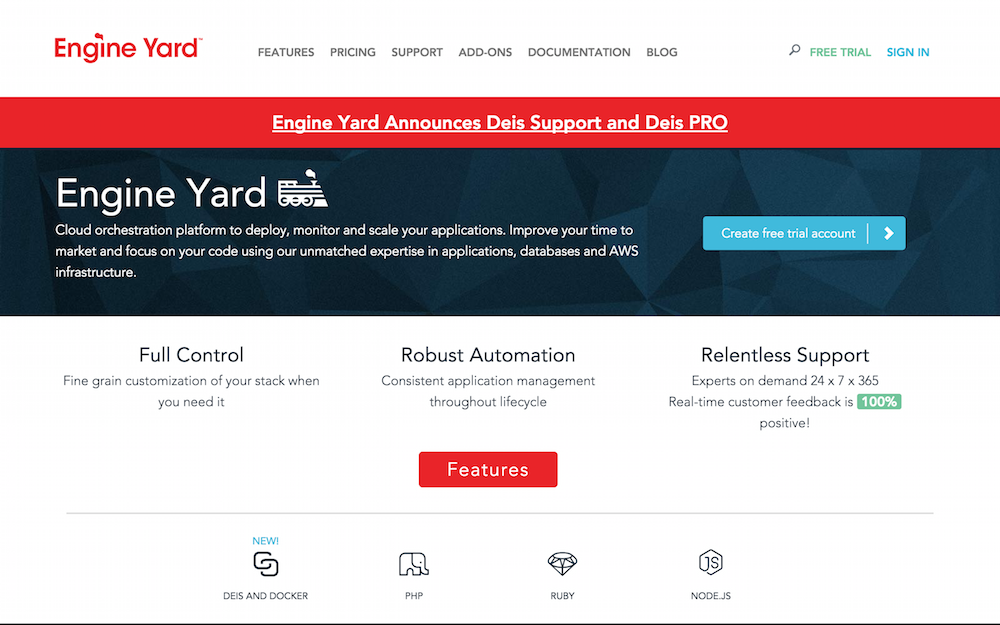 Engine Yard™
FEATURES PRICING SUPPORT ADD-ONS DOCUMENTATION BLOG FREE TRIAL SIGN IN
Engine Yard Announces Deis Support and Deis PRO
Engine Yard
Cloud orchestration platform to deploy, monitor and scale your applications. Improve your time to
market and focus on your code using our unmatched expertise in applications, databases and AWS
infrastructure.
Create free trial account
Full Control
Fine grain customization of your stack when
you need it
Robust Automation
Consistent application management
throughout lifecycle
Relentless Support
Experts on demand 24 x 7 x 365
Real-time customer feedback is 100%
positive!
Features
NEW!
DEIS AND DOCKER
PHP
RUBY
JS
NODE.JS